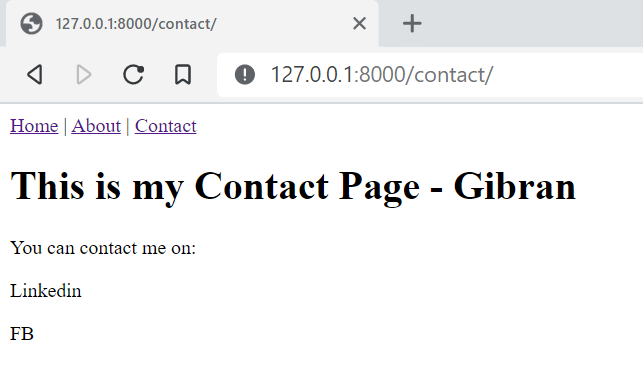 127.0.0.1:8000/contact/
127.0.0.1:8000/contact/
Home | About | Contact
This is my Contact Page - Gibran
You can contact me on:
Linkedin
FB